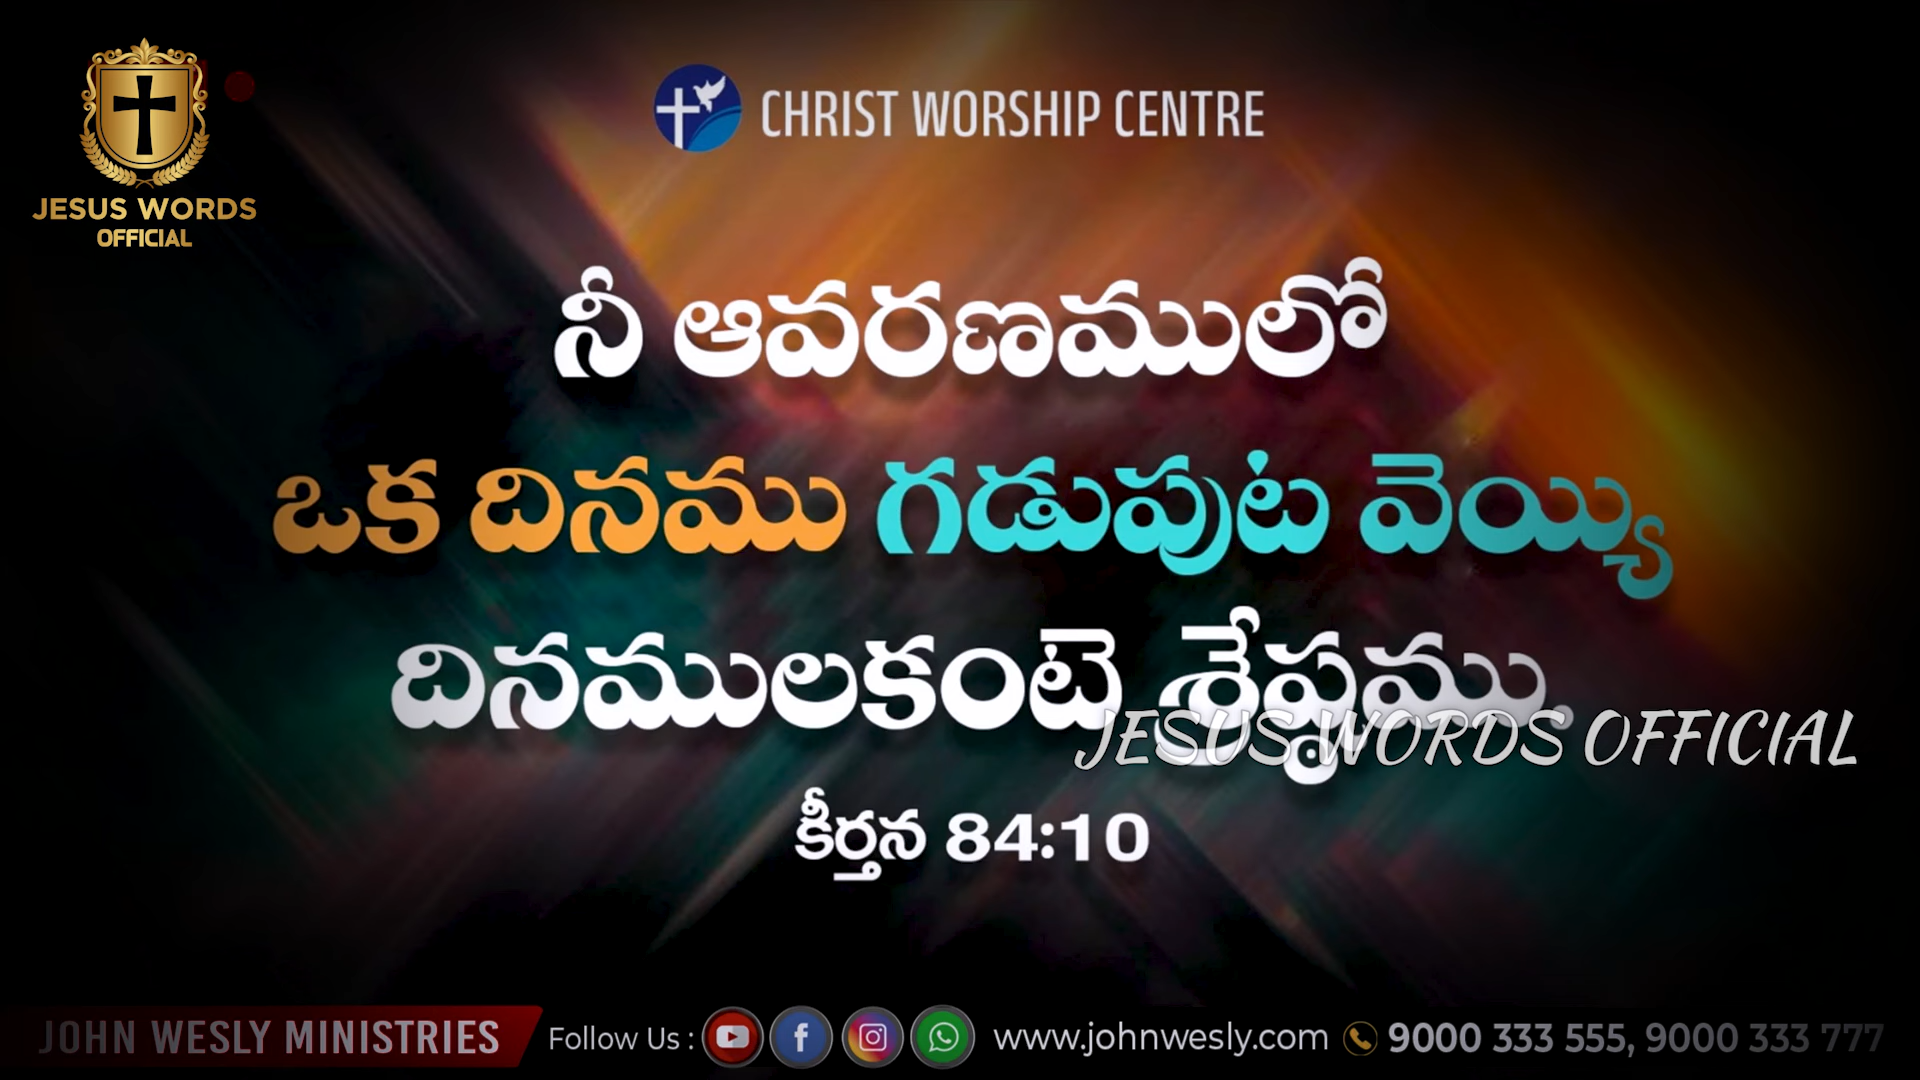 JESUS WORDS
OFFICIAL
CHRIST WORSHIP CENTRE
నీ ఆవరణములో
ఒక దినము గడుపుట వెయ్యి
దినములకంటె శ్రేష్ఠము.
JESUS WORDS OFFICIAL
కీర్తన 84:10
JOHN WESLY MINISTRIES
Follow Us :
www.johnwesly.com
9000 333 555, 9000 333 777